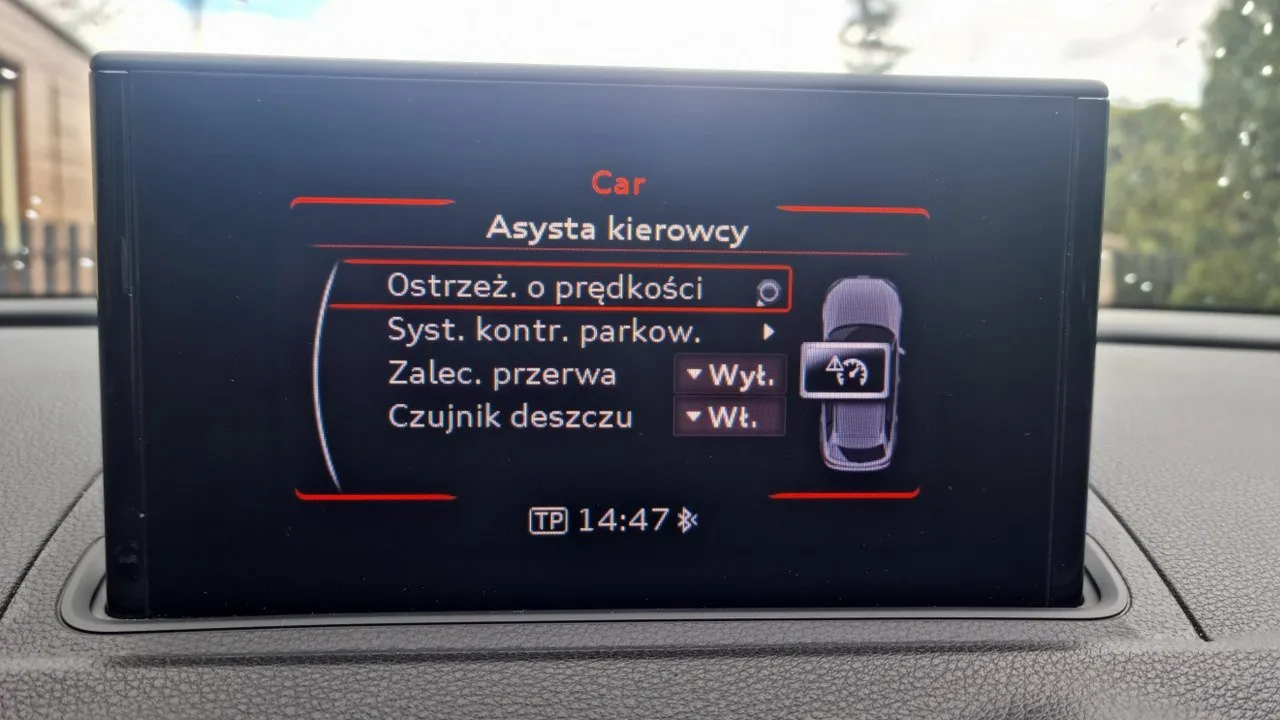 Car
Asysta kierowcy
Ostrzeż. o prędkości
Syst. kontr. parkow.
Zalec. przerwa Wył.
Czujnik deszczu Wł.
TP 14:47